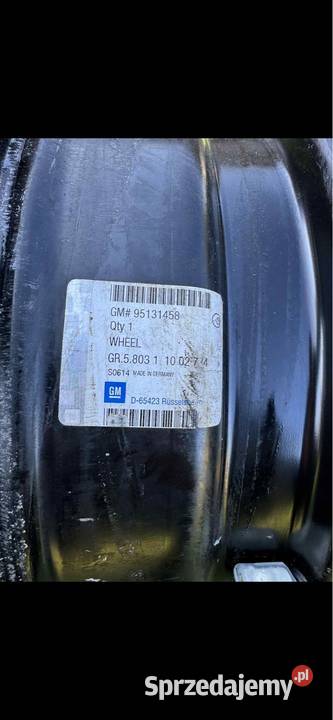 GM# 95131458
Qty 1
WHEEL
GR.5.803 1 10 02 7
S0614 MADE IN GERMANY
GM
D-65423
Sprzedajemy.pl